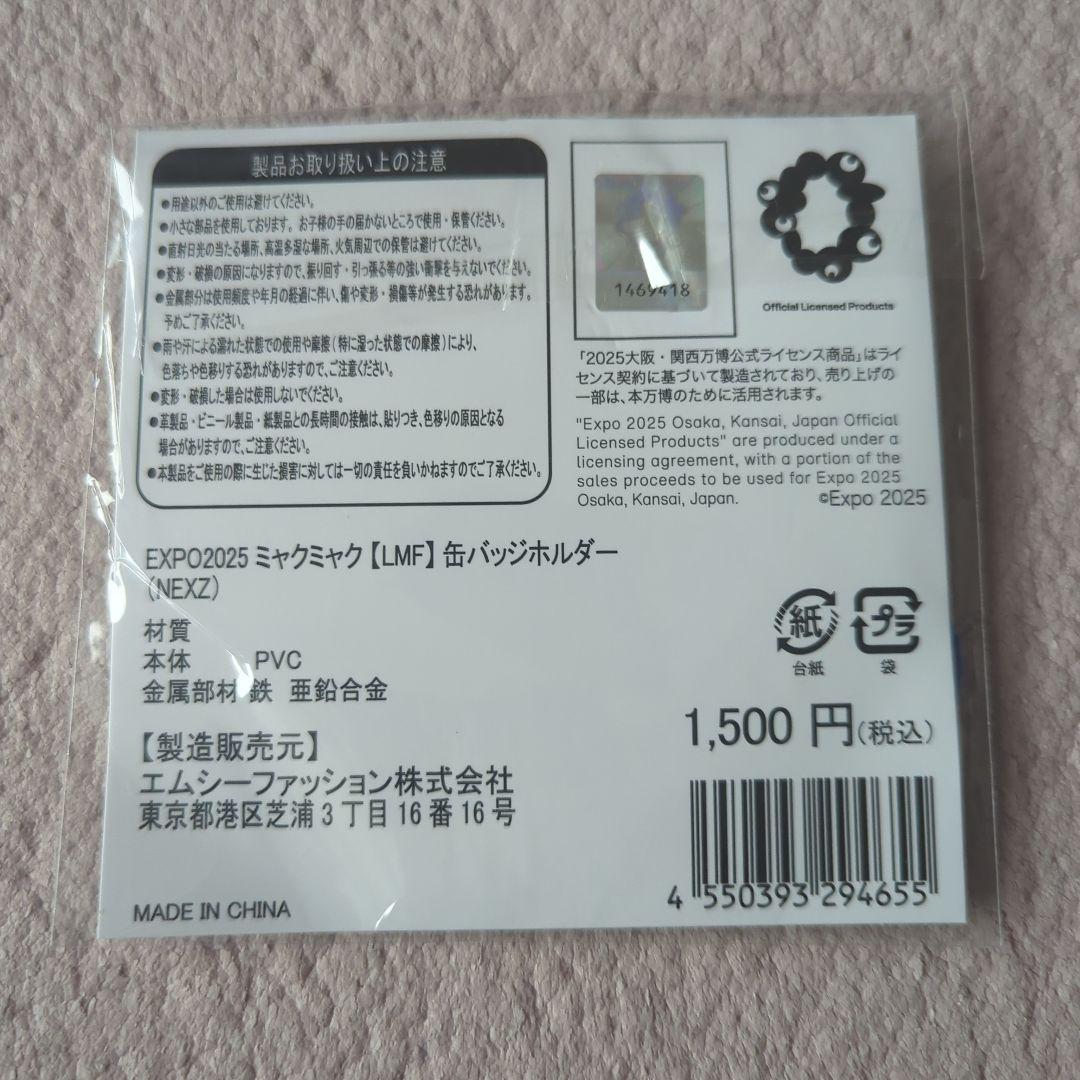 製品お取り扱い上の注意
●用途以外のご使用は避けてください。
●小さな部品を使用しております。お子様の手の届かないところで使用・保管ください。
●直射日光の当たる場所、高温多湿な場所、火気周辺での保管は避けてください。
●変形・破損の原因になりますので、振り回す・引っ張る等の強い衝撃を与えないでください。
●金属部分は使用頻度や年月の経過に伴い、傷や変形・損傷等が発生する恐れがあります。
予めご了承ください。
●雨や汗による濡れた状態での使用や摩擦(特に湿った状態での摩擦)により、
色落ちや色移りする恐れがありますので、ご注意ください。
●変形・破損した場合は使用しないでください。
●革製品・ビニール製品・紙製品との長時間の接触は、貼りつき、色移りの原因となる
場合がありますので、ご注意ください。
●本製品をご使用の際に生じた損害に対しては一切の責任を負いかねますのでご了承ください。
1469418
Official Licensed Products
「2025大阪・関西万博公式ライセンス商品」はライ
センス契約に基づいて製造されており、売り上げの
一部は、本万博のために活用されます。
"Expo 2025 Osaka, Kansai, Japan Official
Licensed Products" are produced under a
licensing agreement, with a portion of the
sales proceeds to be used for Expo 2025
Osaka, Kansai, Japan.
©Expo 2025
EXPO2025 ミャクミャク【LMF】缶バッジホルダー
(NEXZ)
材質
本体 PVC
金属部材 鉄 亜鉛合金
紙
台紙
プラ
袋
【製造販売元】
エムシーファッション株式会社
東京都港区芝浦3丁目16番16号
1,500 円(税込)
4 550393 294655
MADE IN CHINA